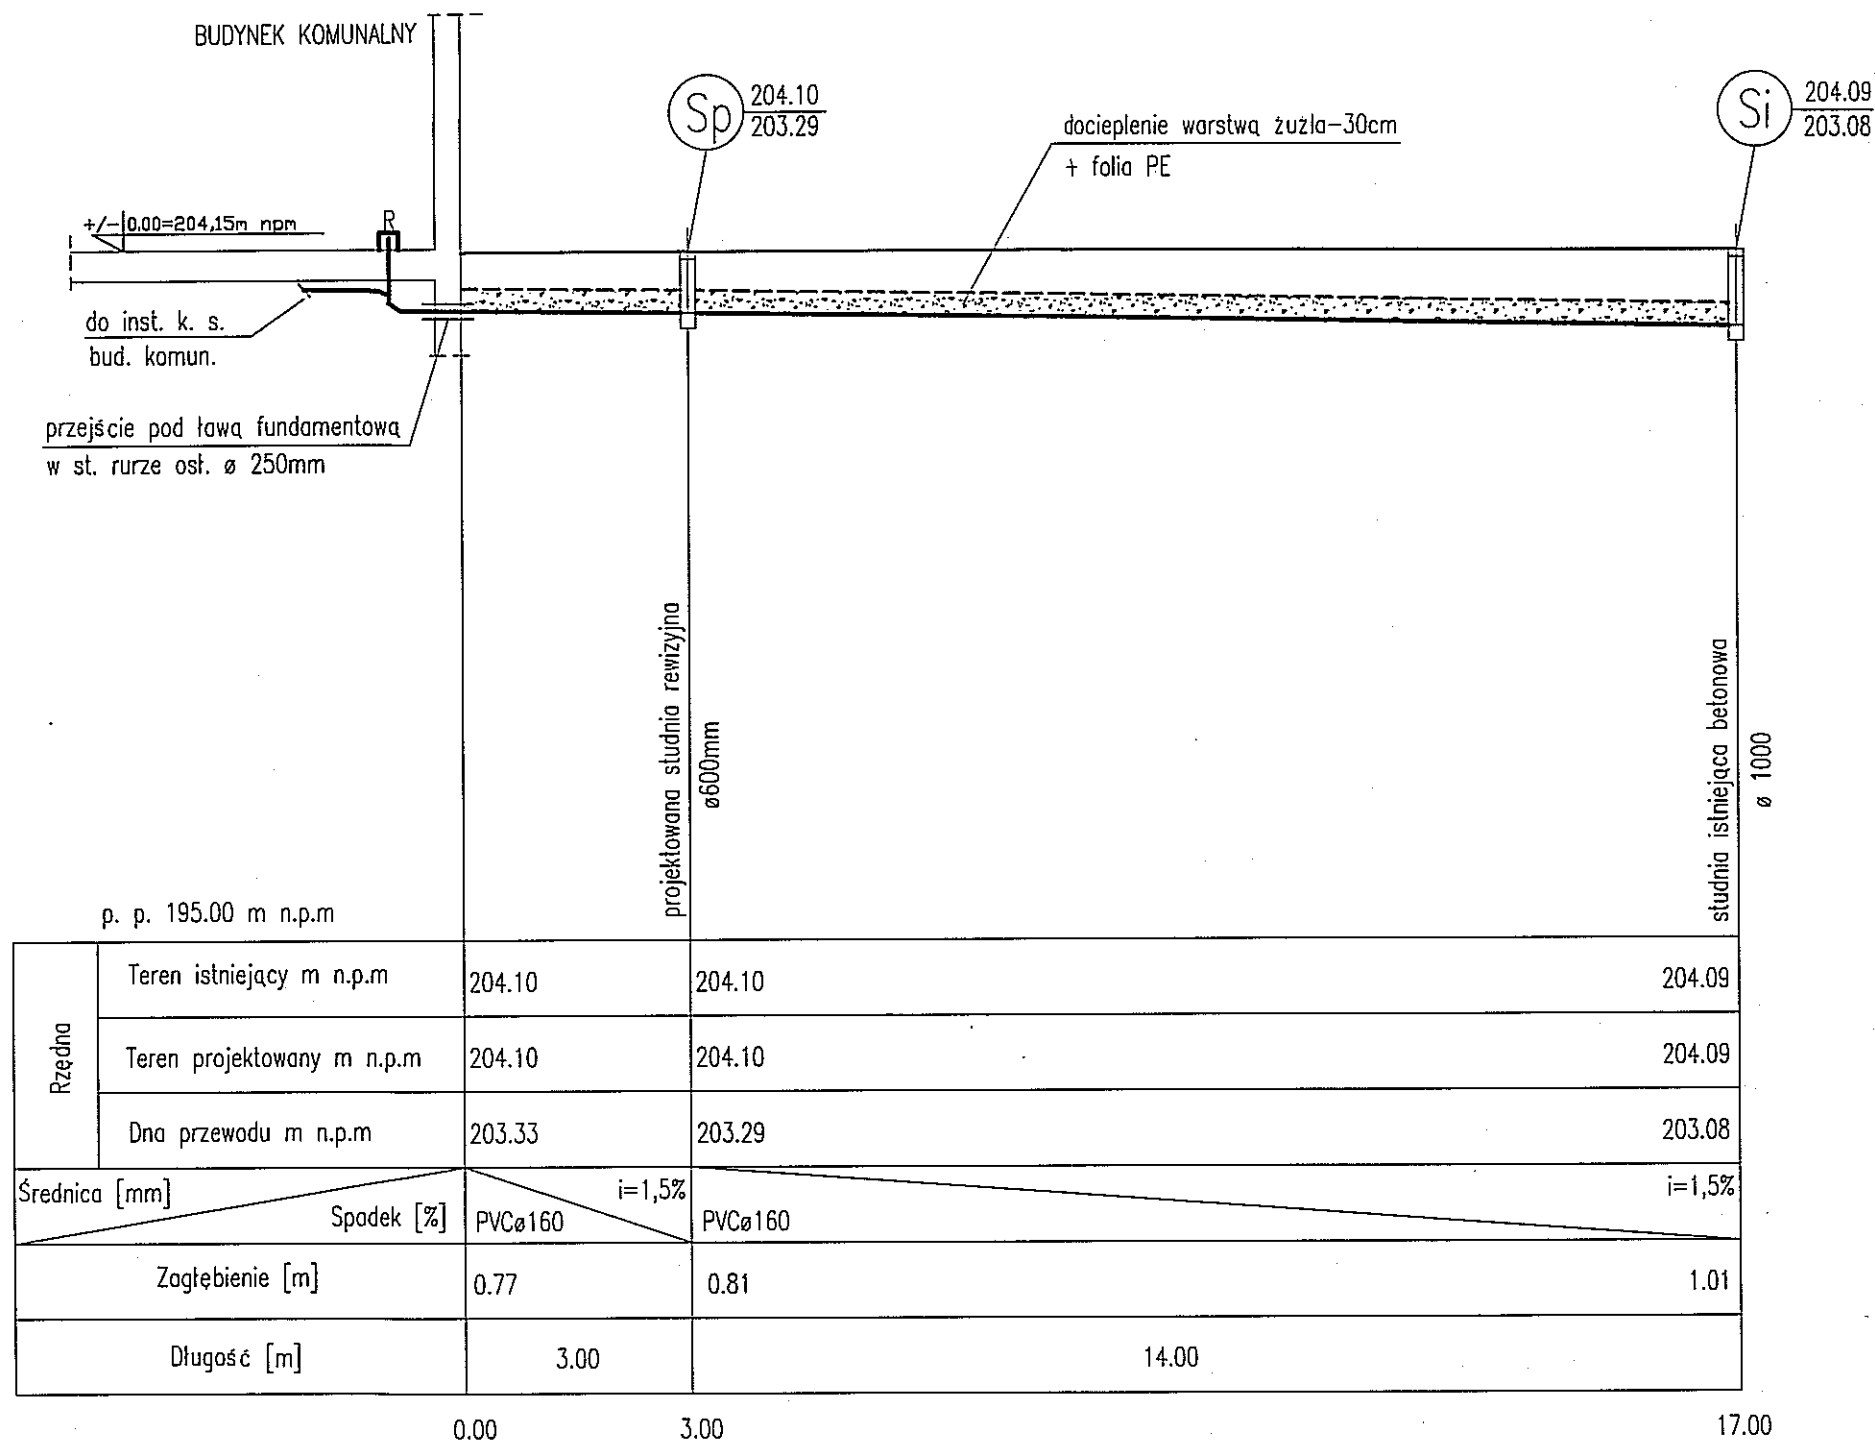 BUDYNEK KOMUNALNY
Sp
204.10
203.29
Si
204.09
203.08
docieplenie warstwą żużla-30cm
+ folia PE
+/- 0.00=204,15m npm
R
do inst. k. s.
bud. komun.
przejście pod ławą fundamentową
w st. rurze osł. ø 250mm
projektowana studnia rewizyjna
ø600mm
studnia istniejąca betonowa
ø 1000
p. p. 195.00 m n.p.m
Rzędna
Teren istniejący m n.p.m 204.10 204.10 204.09
Teren projektowany m n.p.m 204.10 204.10 204.09
Dna przewodu m n.p.m 203.33 203.29 203.08
Średnica [mm] i=1,5% i=1,5%
Spadek [%] PVCø160 PVCø160
Zagłębienie [m] 0.77 0.81 1.01
Długość [m] 3.00 14.00
0.00 3.00 17.00